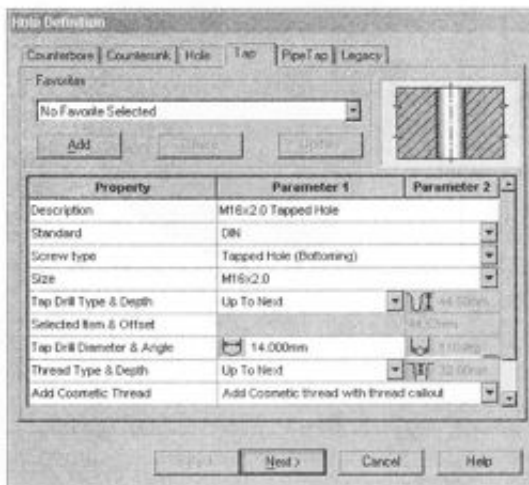 Hole Definition
Counterbore Countersink Hole Tap PipeTap Legacy
Favorites
No Favorite Selected
Add Update
Property Parameter 1 Parameter 2
Description M16x2.0 Tapped Hole
Standard DIN
Screw type Tapped Hole (Bottoming)
Size M16x2.0
Tap Drill Type & Depth Up To Next
Selected Item & Offset
Tap Drill Diameter & Angle 14.000mm
Thread Type & Depth Up To Next 32.00mm
Add Cosmetic Thread Add Cosmetic thread with thread callout
Next > Cancel Help